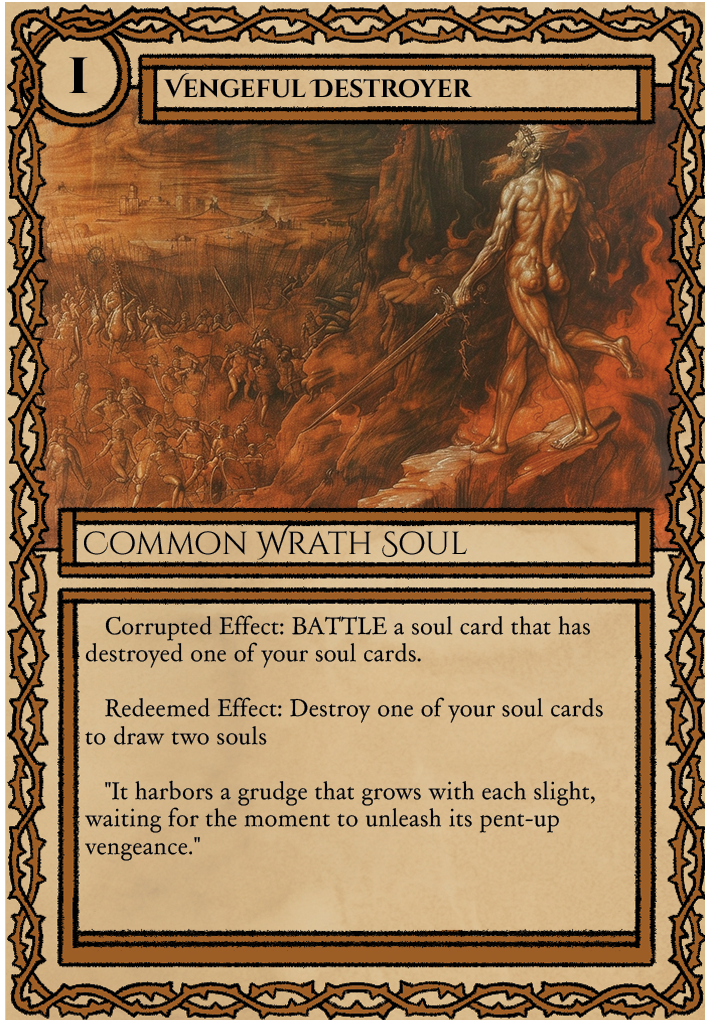 I
Vengeful Destroyer
Common Wrath Soul
Corrupted Effect: BATTLE a soul card that has
destroyed one of your soul cards.
Redeemed Effect: Destroy one of your soul cards
to draw two souls
"It harbors a grudge that grows with each slight,
waiting for the moment to unleash its pent-up
vengeance."